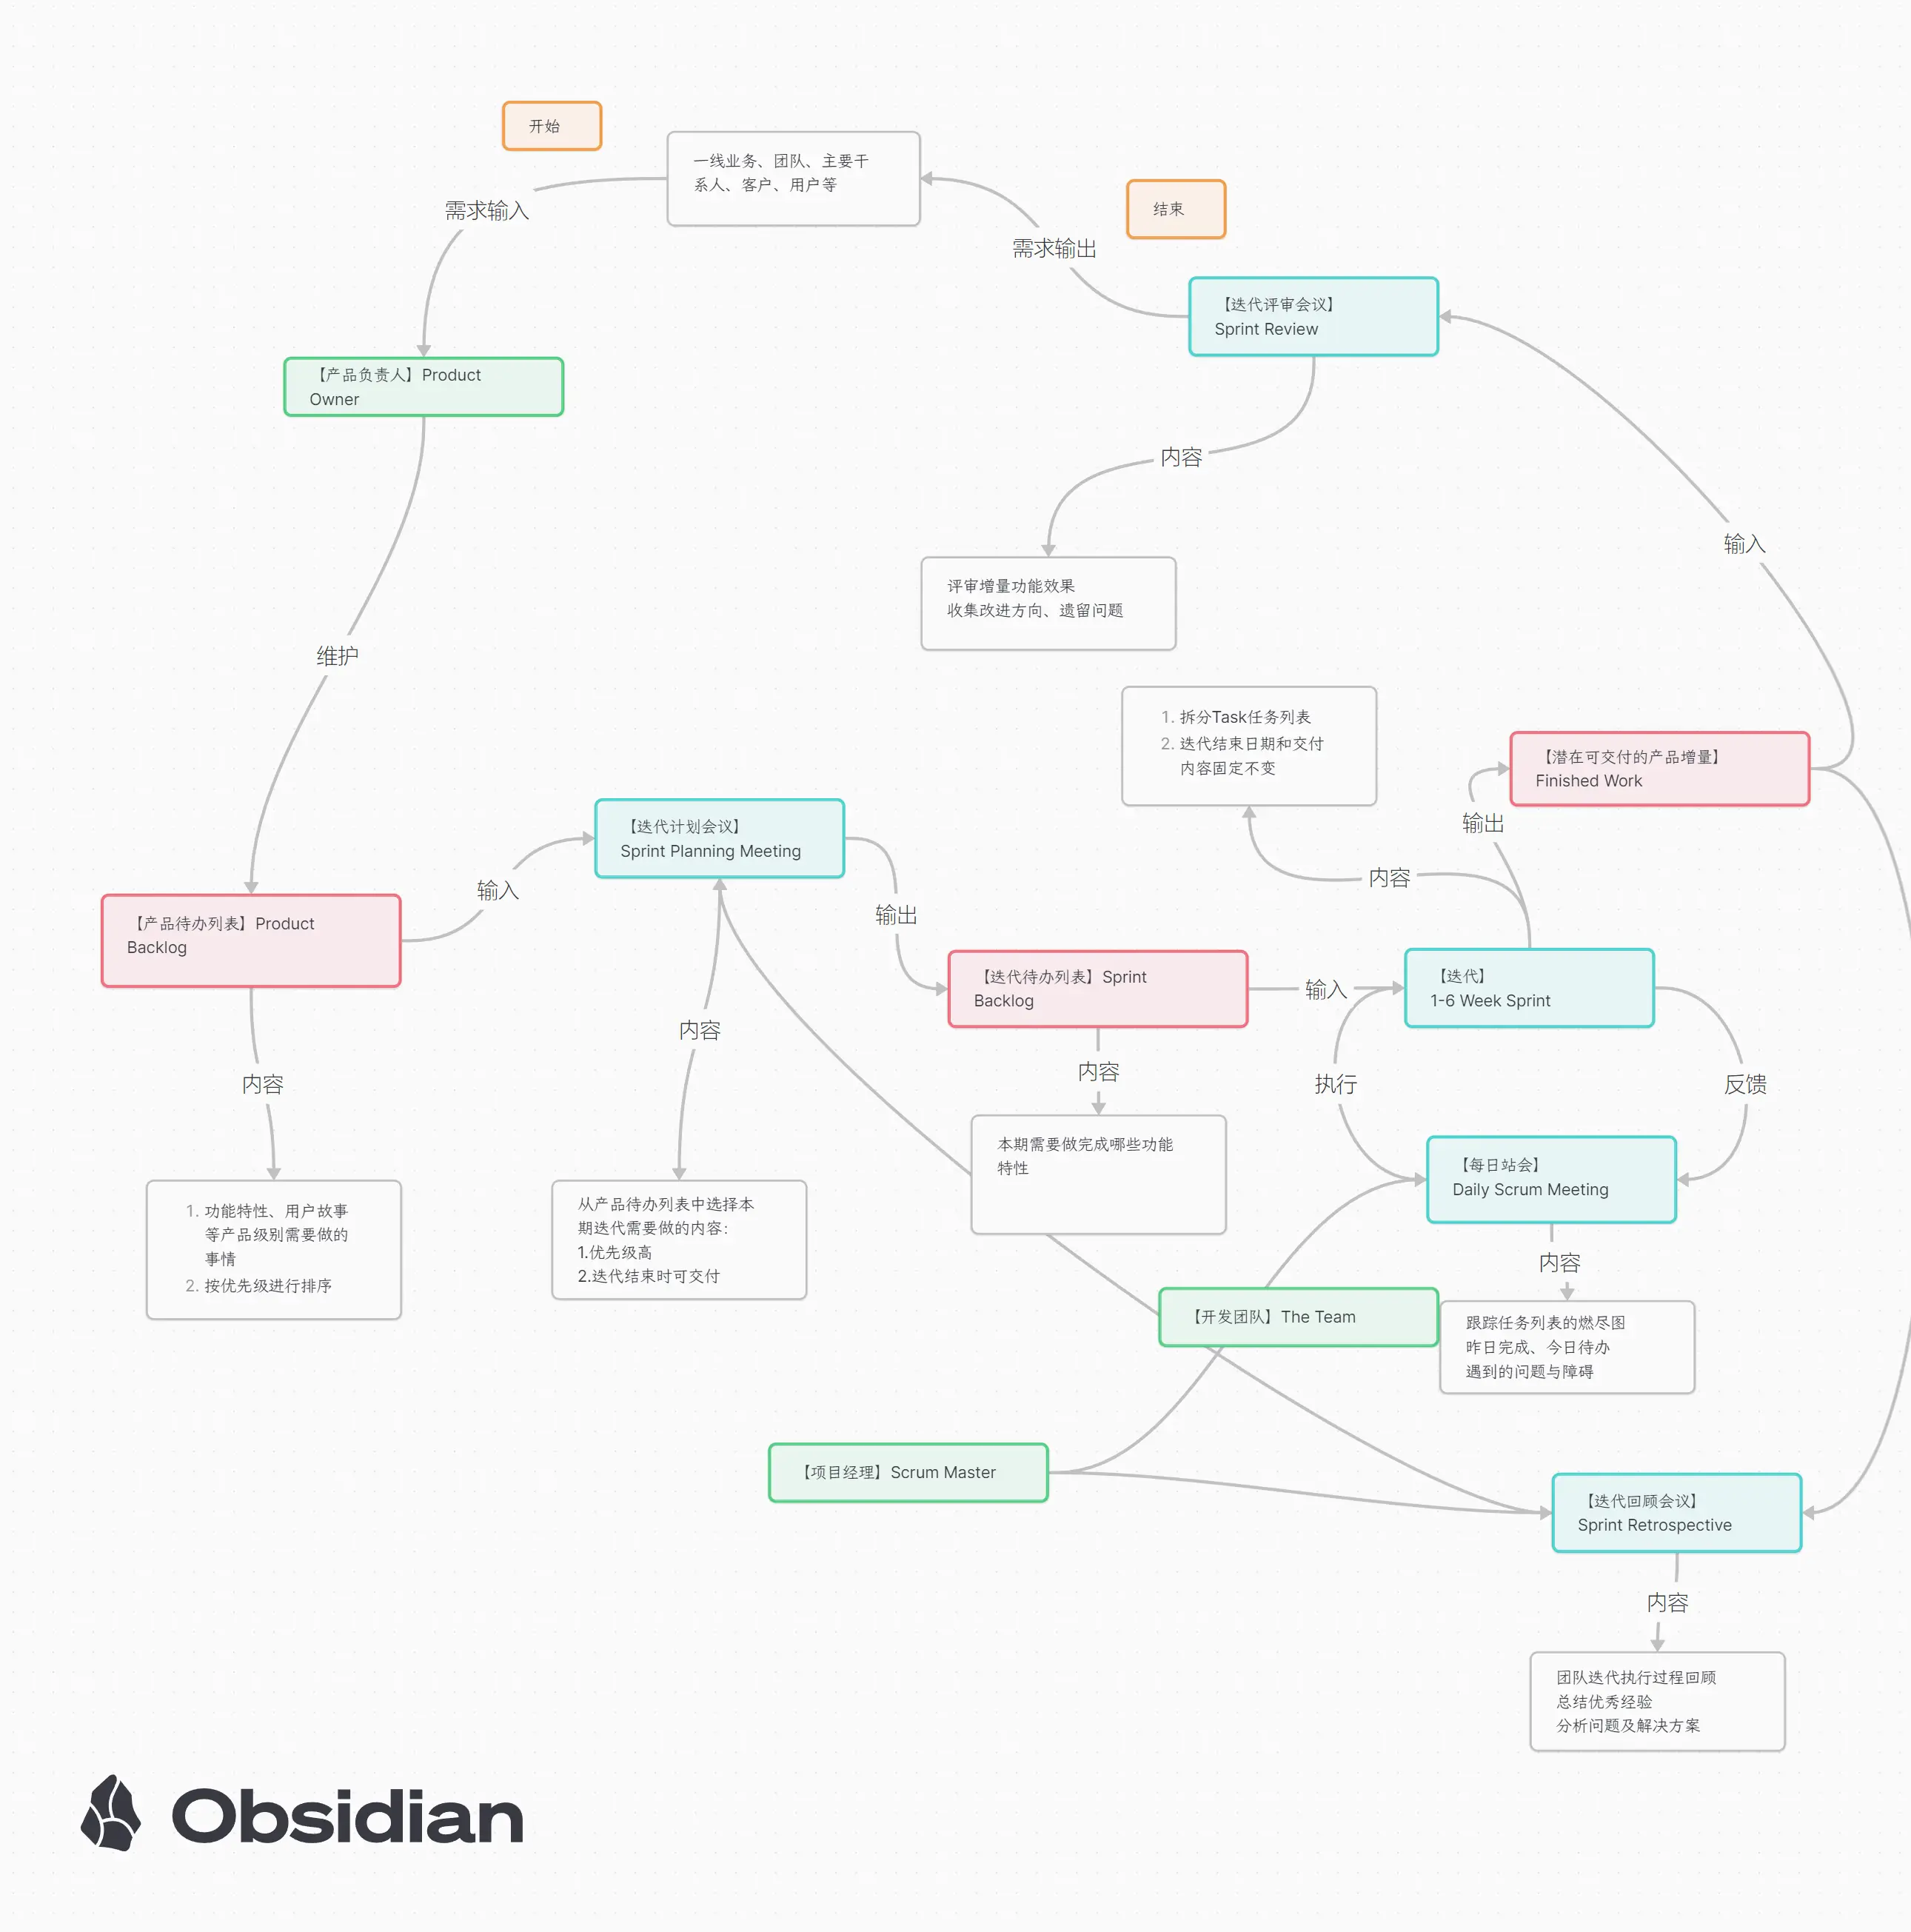 开始
一线业务、团队、主要干
系人、客户、用户等
结束
需求输入
需求输出
【迭代评审会议】
Sprint Review
【产品负责人】Product
Owner
内容
输入
评审增量功能效果
收集改进方向、遗留问题
维护
1. 拆分Task任务列表
2. 迭代结束日期和交付
内容固定不变
【潜在可交付的产品增量】
Finished Work
输出
【迭代计划会议】
Sprint Planning Meeting
内容
输入
输出
【产品待办列表】Product
Backlog
【迭代待办列表】Sprint
Backlog
输入
【迭代】
1-6 Week Sprint
内容
内容
内容
执行
反馈
本期需要做完成哪些功能
特性
【每日站会】
Daily Scrum Meeting
1. 功能特性、用户故事
等产品级别需要做的
事情
2. 按优先级进行排序
从产品待办列表中选择本
期迭代需要做的内容：
1.优先级高
2.迭代结束时可交付
内容
【开发团队】The Team
跟踪任务列表的燃尽图
昨日完成、今日待办
遇到的问题与障碍
【项目经理】Scrum Master
【迭代回顾会议】
Sprint Retrospective
内容
团队迭代执行过程回顾
总结优秀经验
分析问题及解决方案
Obsidian